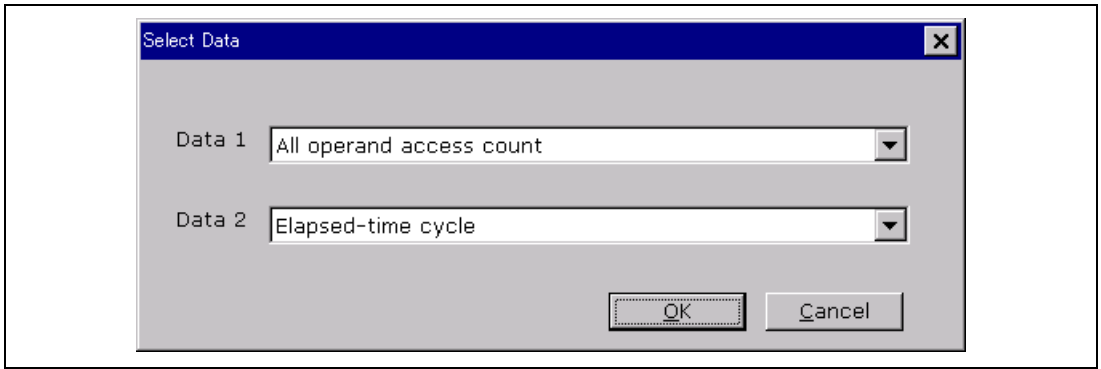 Select Data
Data 1 All operand access count
Data 2 Elapsed-time cycle
OK Cancel